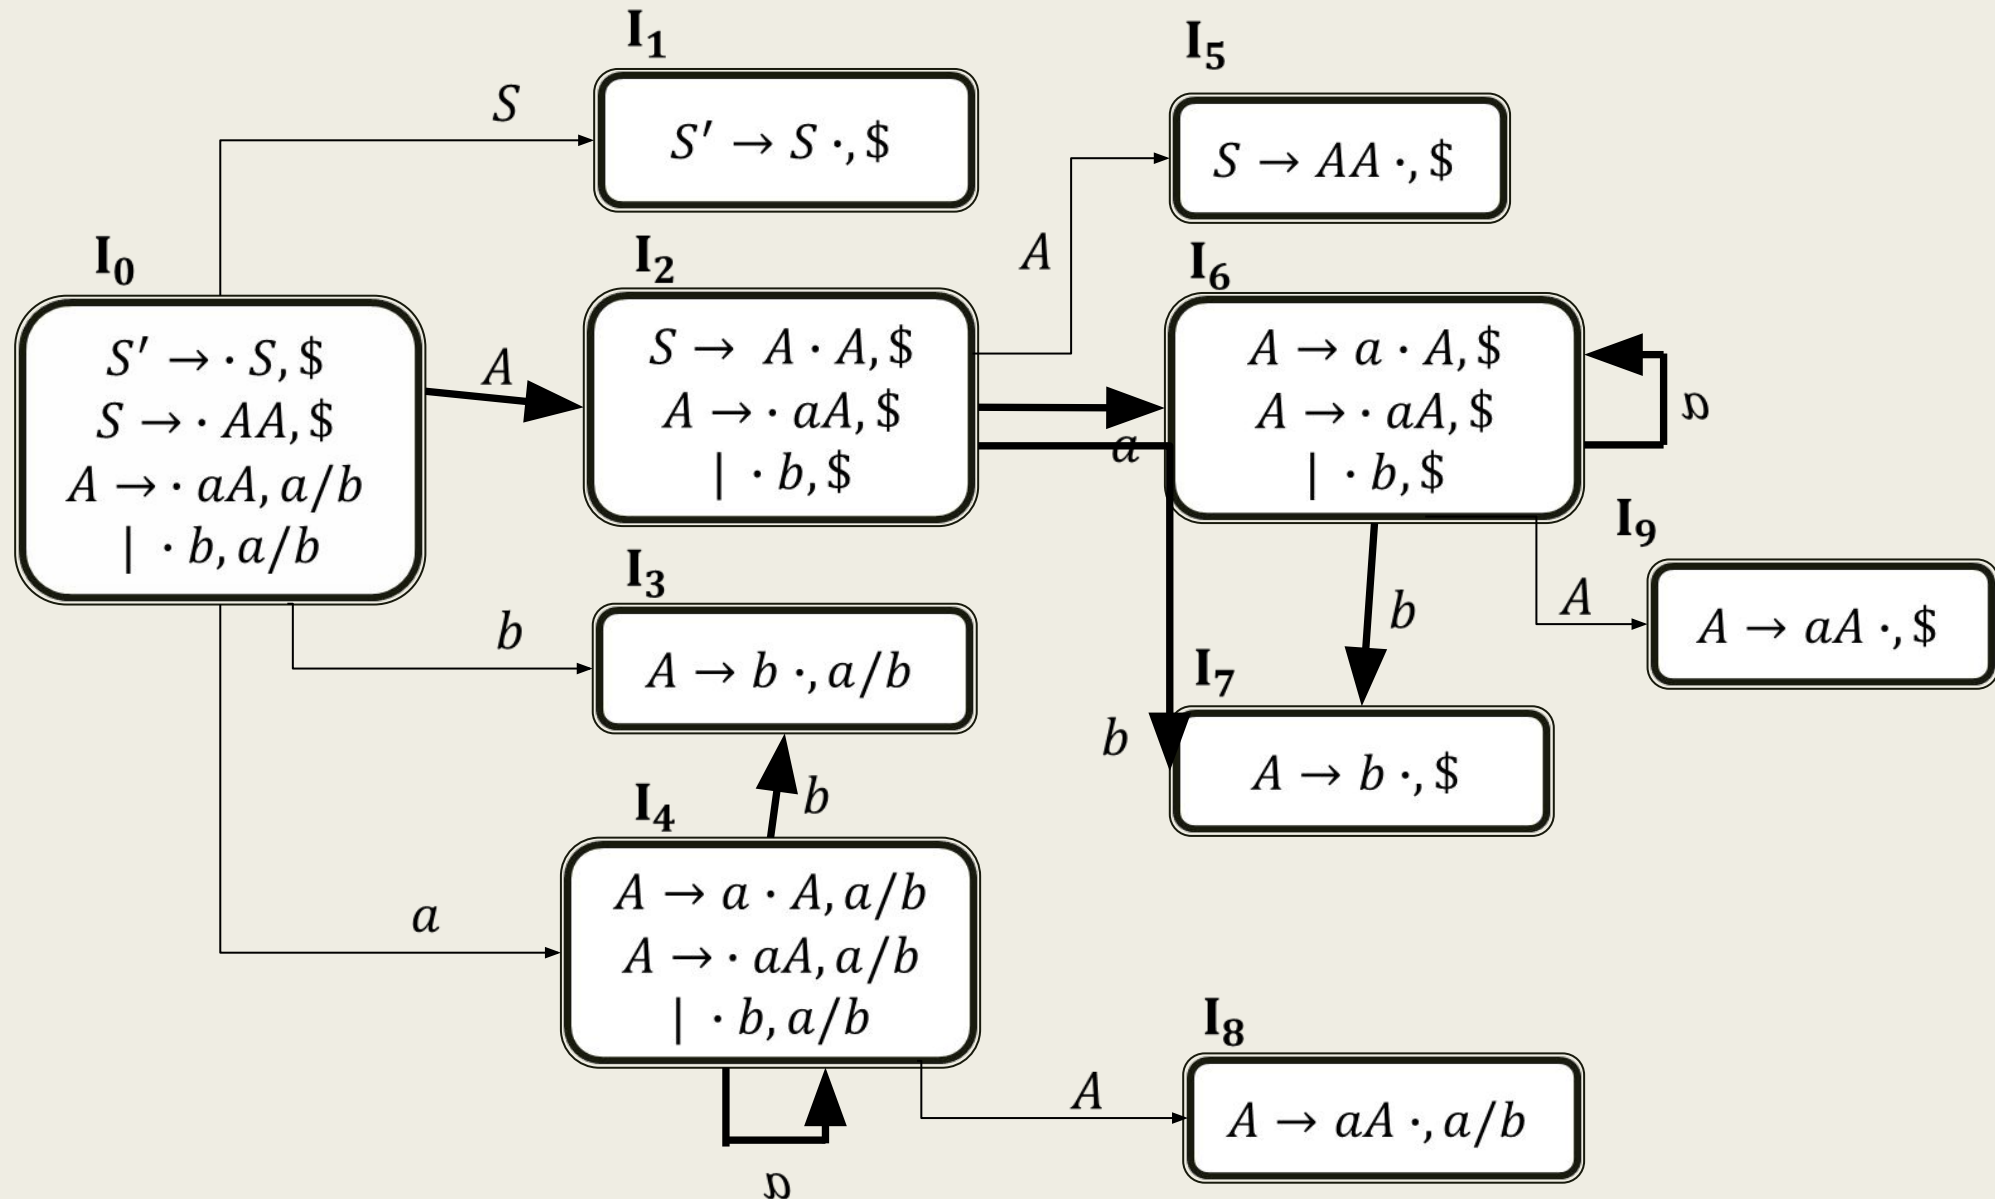 I₁
S
S′ → S ·, $
I₅
S → AA ·, $
A
I₀
S′ → · S, $
S → · AA, $
A → · aA, a/b
| · b, a/b
A
I₂
S → A · A, $
A → · aA, $
| · b, $
a
I₆
A → a · A, $
A → · aA, $
| · b, $
a
b
I₃
A → b ·, a/b
b
b
A
I₉
A → aA ·, $
I₇
b
A → b ·, $
I₄
a
A → a · A, a/b
A → · aA, a/b
| · b, a/b
a
A
I₈
A → aA ·, a/b